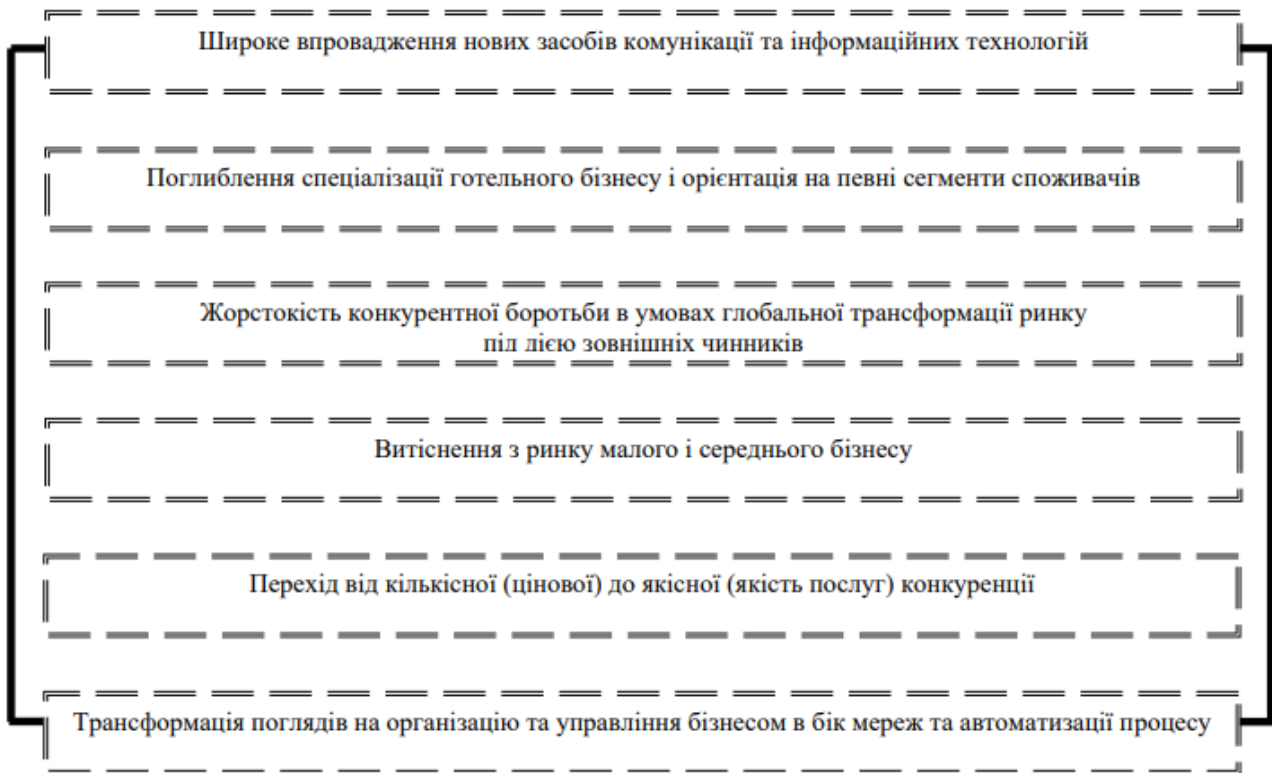 Широке впровадження нових засобів комунікації та інформаційних технологій
Поглиблення спеціалізації готельного бізнесу і орієнтація на певні сегменти споживачів
Жорстокість конкурентної боротьби в умовах глобальної трансформації ринку
під дією зовнішніх чинників
Витіснення з ринку малого і середнього бізнесу
Перехід від кількісної (цінової) до якісної (якість послуг) конкуренції
Трансформація поглядів на організацію та управління бізнесом в бік мереж та автоматизації процесу